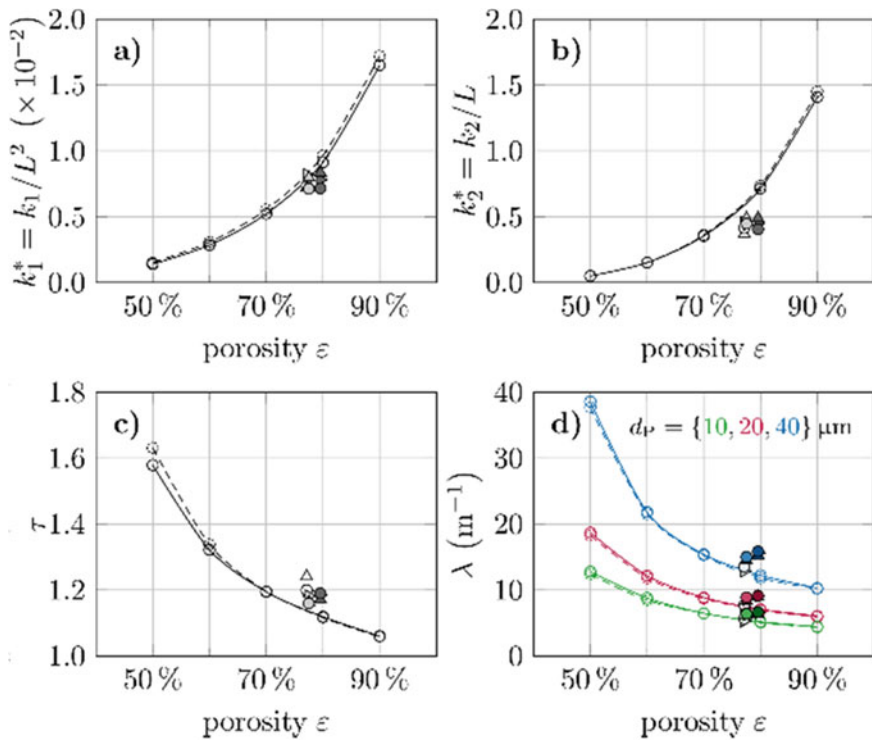 a)
k₁* = k₁/L² (×10⁻²)
2.0
1.5
1.0
0.5
0.0
50 % 70 % 90 %
porosity ε
b)
k₂* = k₂/L
2.0
1.5
1.0
0.5
0.0
50 % 70 % 90 %
porosity ε
c)
τ
1.8
1.6
1.4
1.2
1.0
50 % 70 % 90 %
porosity ε
d) d_P = {10, 20, 40} μm
λ (m⁻¹)
40
30
20
10
0
50 % 70 % 90 %
porosity ε